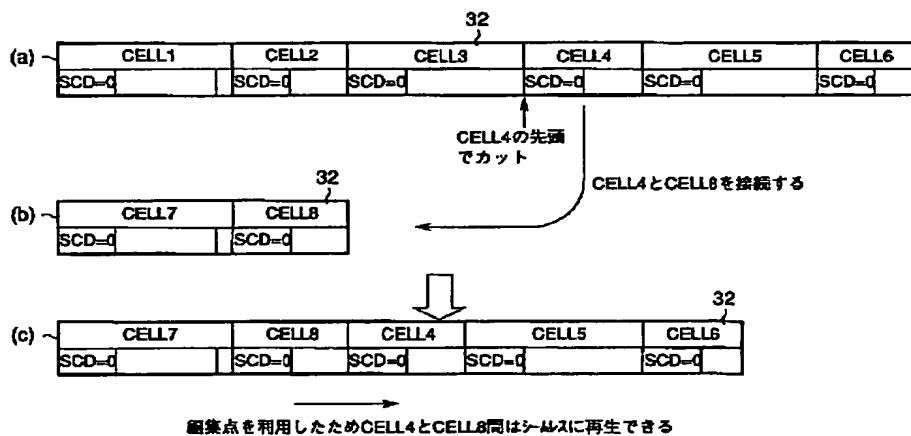 32
(a) CELL1 CELL2 CELL3 CELL4 CELL5 CELL6
SCD=0 SCD=0 SCD=0 SCD=0 SCD=0 SCD=0
CELL4の先頭
でカット
CELL4とCELL8を接続する
32
(b) CELL7 CELL8
SCD=0 SCD=0
32
(c) CELL7 CELL8 CELL4 CELL5 CELL6
SCD=0 SCD=0 SCD=0 SCD=0 SCD=0
編集点を利用したためCELL4とCELL8間はシームレスに再生できる